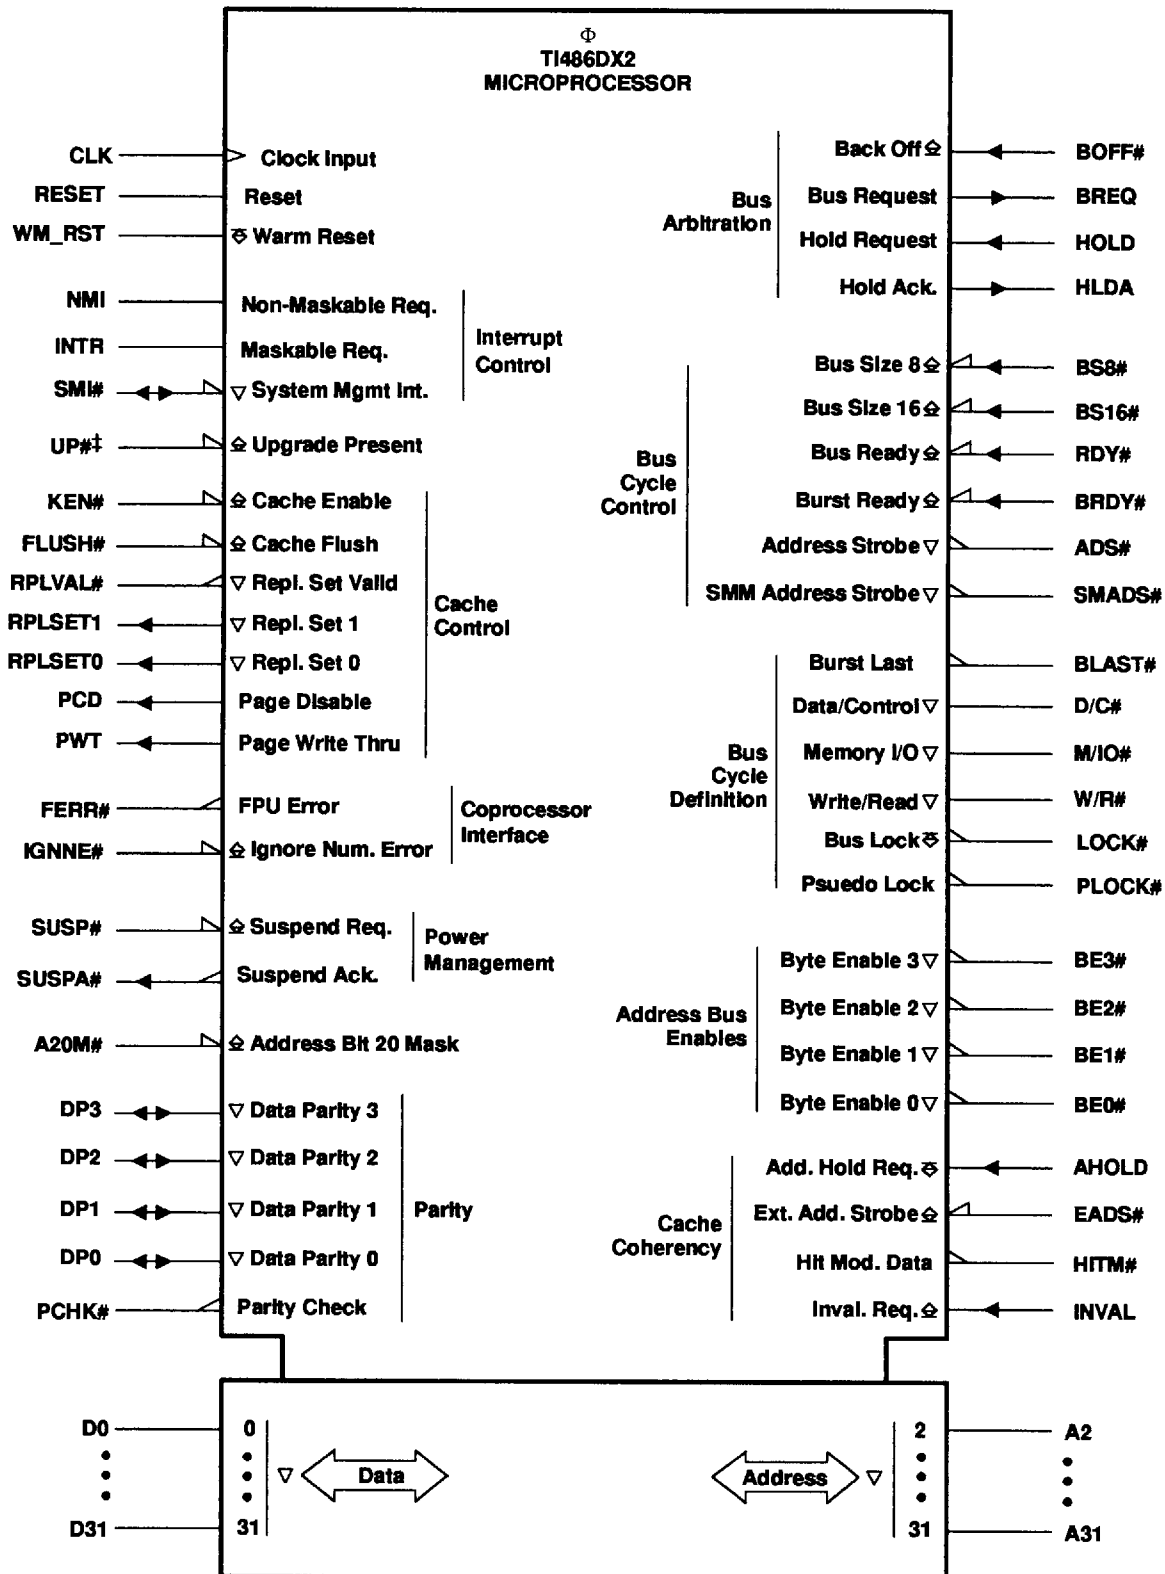 Φ
TI486DX2
MICROPROCESSOR
CLK
Clock Input
RESET
Reset
WM_RST
Warm Reset
NMI
Non-Maskable Req.
INTR
Maskable Req.
SMI#
System Mgmt Int.
Interrupt
Control
UP#‡
Upgrade Present
KEN#
Cache Enable
FLUSH#
Cache Flush
RPLVAL#
Repl. Set Valid
RPLSET1
Repl. Set 1
RPLSET0
Repl. Set 0
PCD
Page Disable
PWT
Page Write Thru
Cache
Control
FERR#
FPU Error
IGNNE#
Ignore Num. Error
Coprocessor
Interface
SUSP#
Suspend Req.
SUSPA#
Suspend Ack.
Power
Management
A20M#
Address Bit 20 Mask
DP3
Data Parity 3
DP2
Data Parity 2
DP1
Data Parity 1
DP0
Data Parity 0
PCHK#
Parity Check
Parity
Bus
Arbitration
Back Off
BOFF#
Bus Request
BREQ
Hold Request
HOLD
Hold Ack.
HLDA
Bus
Cycle
Control
Bus Size 8
BS8#
Bus Size 16
BS16#
Bus Ready
RDY#
Burst Ready
BRDY#
Address Strobe
ADS#
SMM Address Strobe
SMADS#
Bus
Cycle
Definition
Burst Last
BLAST#
Data/Control
D/C#
Memory I/O
M/IO#
Write/Read
W/R#
Bus Lock
LOCK#
Psuedo Lock
PLOCK#
Address Bus
Enables
Byte Enable 3
BE3#
Byte Enable 2
BE2#
Byte Enable 1
BE1#
Byte Enable 0
BE0#
Cache
Coherency
Add. Hold Req.
AHOLD
Ext. Add. Strobe
EADS#
Hit Mod. Data
HITM#
Inval. Req.
INVAL
D0
0
D31
31
Data
Address
2
A2
31
A31